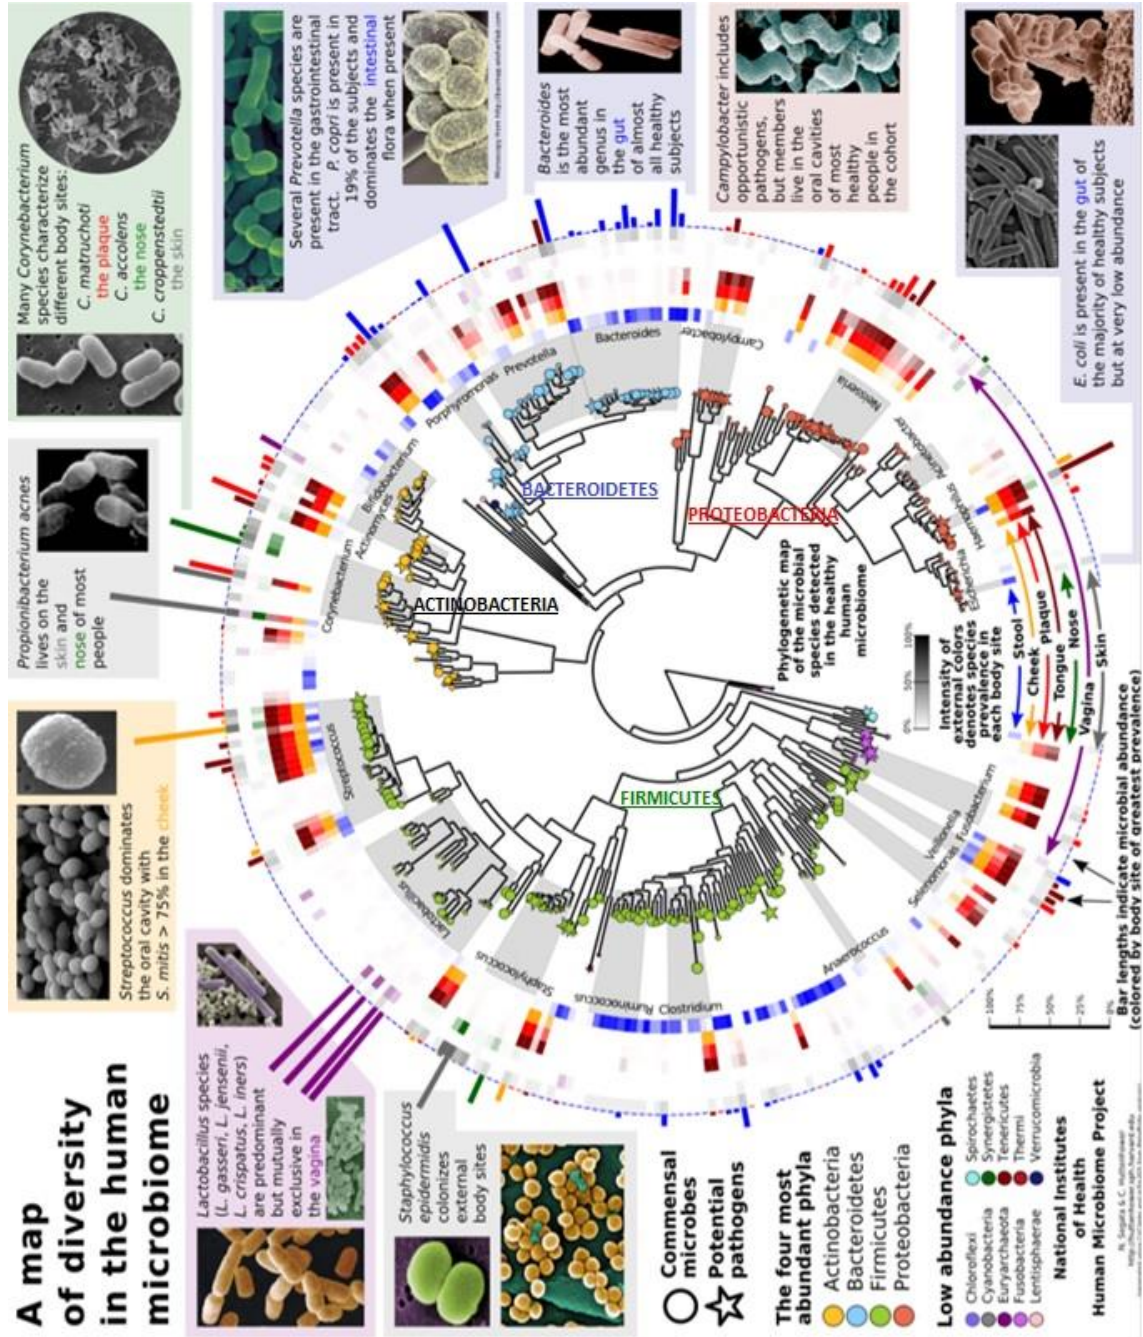 A map
of diversity
in the human
microbiome
Streptococcus dominates
the oral cavity with
S. mitis > 75% in the cheek
Propionibacterium acnes
lives on the
skin and
nose of most
people
Many Corynebacterium
species characterize
different body sites:
C. matruchoti
the plaque
C. accolens
the nose
C. croppenstedtii
the skin
Several Prevotella species are
present in the gastrointestinal
tract. P. copri is present in
19% of the subjects and
dominates the intestinal
flora when present
Bacteroides
is the most
abundant
genus in
the gut
of almost
all healthy
subjects
Campylobacter includes
opportunistic
pathogens,
but members
live in the
oral cavities
of most
healthy
people in
the cohort
E. coli is present in the gut of
the majority of healthy subjects
but at very low abundance
Lactobacillus species
(L. gasseri, L. jensenii,
L. crispatus, L. iners)
are predominant
but mutually
exclusive in
the vagina
Staphylococcus
epidermidis
colonizes
external
body sites
Streptococcus
Corynebacterium
Actinomyces
Bifidobacterium
Porphyromonas
Prevotella
Bacteroides
Campylobacter
Neisseria
Acinetobacter
Haemophilus
Escherichia
Lactobacillus
Staphylococcus
Ruminococcus
Clostridium
Anaerococcus
Selenomonas
Veillonella
Fusobacterium
ACTINOBACTERIA
BACTEROIDETES
PROTEOBACTERIA
FIRMICUTES
Phylogenetic map
of the microbial
species detected
in the healthy
human
microbiome
0%
50%
100%
Intensity of
external colors
denotes species
prevalence in
each body site
Stool
Cheek
Plaque
Tongue
Nose
Vagina
Skin
100%
75%
50%
25%
0%
Bar lengths indicate microbial abundance
(colored by body site of greatest prevalence)
Commensal
microbes
Potential
pathogens
The four most
abundant phyla
Actinobacteria
Bacteroidetes
Firmicutes
Proteobacteria
Low abundance phyla
Chloroflexi
Cyanobacteria
Euryarchaeota
Fusobacteria
Lentisphaerae
Spirochaetes
Synergistetes
Tenericutes
Thermi
Verrucomicrobia
National Institutes
of Health
Human Microbiome Project
N. Segata & C. Huttenhower